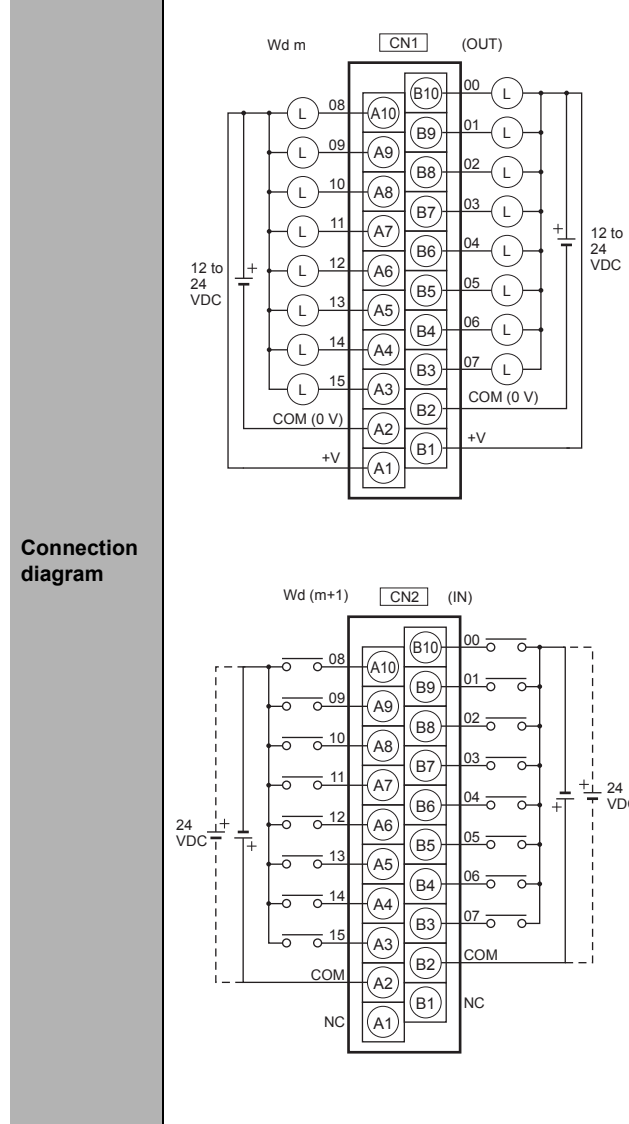 Connection
diagram
Wd m CN1 (OUT)
08 A10 B10 00 L
L 09 A9 B9 01 L
L 10 A8 B8 02 L
L 11 A7 B7 03 L
L 12 A6 B6 04 L
L 13 A5 B5 05 L
L 14 A4 B4 06 L
L 15 A3 B3 07 L
L
COM (0 V) A2 B2 COM (0 V)
+V A1 B1 +V
12 to
24
VDC
+
12 to
24
VDC
+
Wd (m+1) CN2 (IN)
08 A10 B10 00
09 A9 B9 01
10 A8 B8 02
11 A7 B7 03
12 A6 B6 04
13 A5 B5 05
14 A4 B4 06
15 A3 B3 07
COM A2 B2 COM
NC A1 B1 NC
24
VDC
+
+
24
+
+